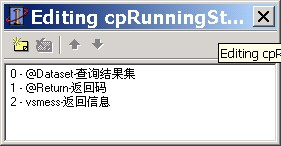 Editing cpRunningSt...
Editing cpR
0 - @Dataset-查询结果集
1 - @Return-返回码
2 - vsmess-返回信息